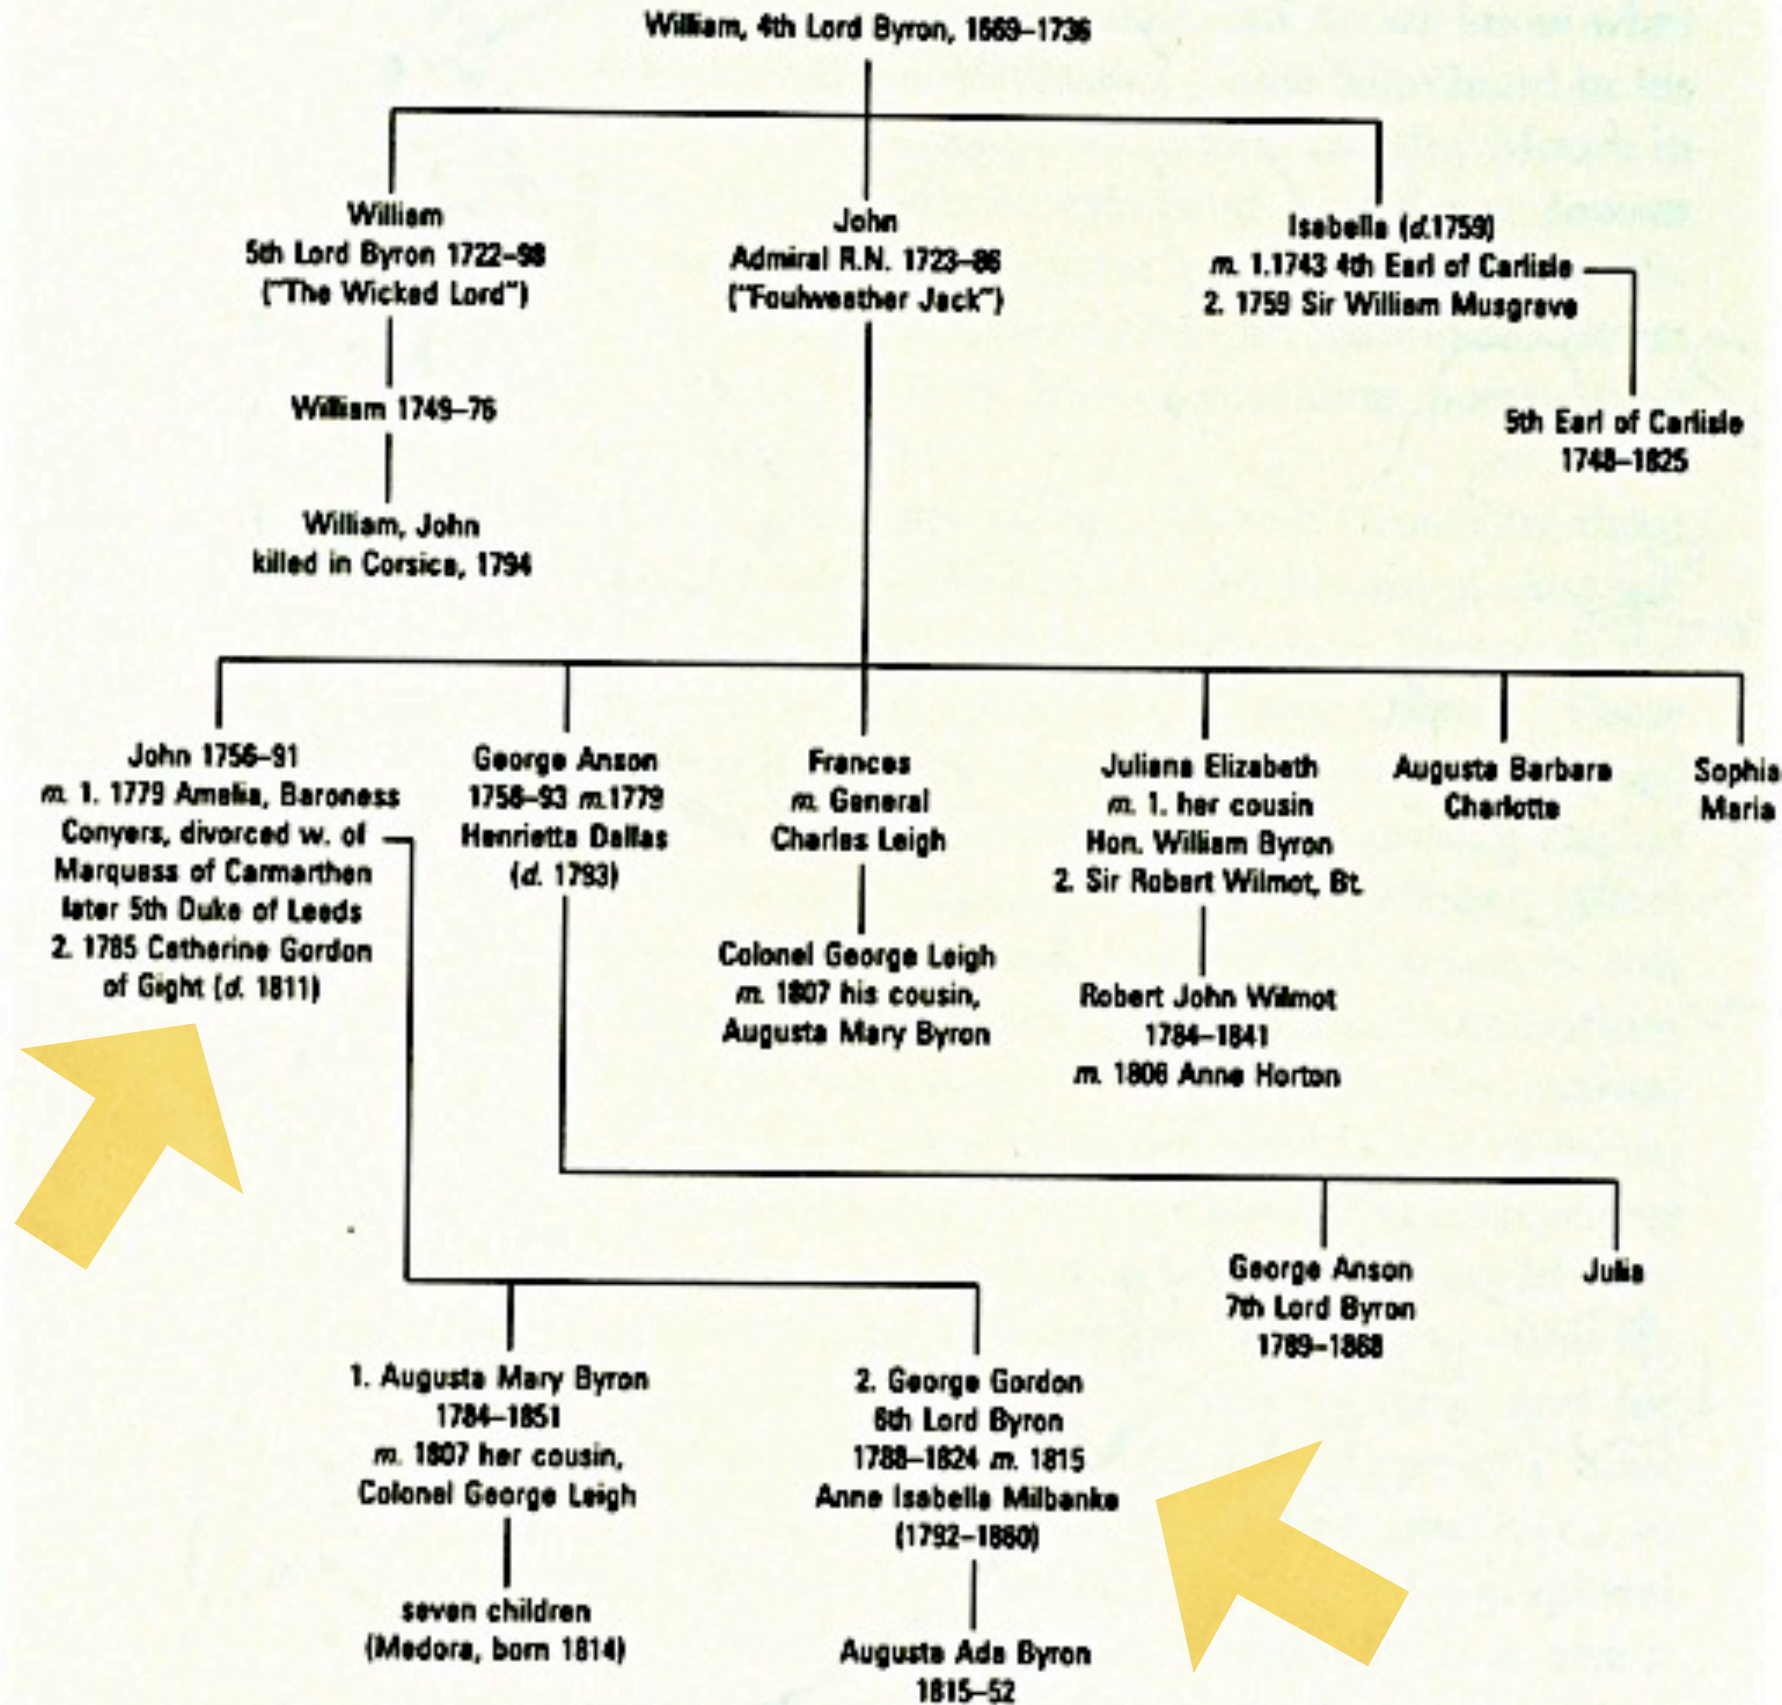 William, 4th Lord Byron, 1669–1736
William
5th Lord Byron 1722–98
("The Wicked Lord")
John
Admiral R.N. 1723–86
("Foulweather Jack")
Isabella (d.1759)
m. 1.1743 4th Earl of Carlisle
2. 1759 Sir William Musgrave
William 1749–76
5th Earl of Carlisle
1748–1825
William, John
killed in Corsica, 1794
John 1756–91
m. 1. 1779 Amelia, Baroness
Conyers, divorced w. of
Marquess of Carmarthen
later 5th Duke of Leeds
2. 1785 Catherine Gordon
of Gight (d. 1811)
George Anson
1758–93 m.1779
Henrietta Dallas
(d. 1793)
Frances
m. General
Charles Leigh
Juliana Elizabeth
m. 1. her cousin
Hon. William Byron
2. Sir Robert Wilmot, Bt.
Augusta Barbara
Charlotte
Sophia
Maria
Colonel George Leigh
m. 1807 his cousin,
Augusta Mary Byron
Robert John Wilmot
1784–1841
m. 1806 Anne Horton
George Anson
7th Lord Byron
1789–1868
Julia
1. Augusta Mary Byron
1784–1851
m. 1807 her cousin,
Colonel George Leigh
2. George Gordon
6th Lord Byron
1788–1824 m. 1815
Anne Isabella Milbanke
(1792–1860)
seven children
(Medora, born 1814)
Augusta Ada Byron
1815–52